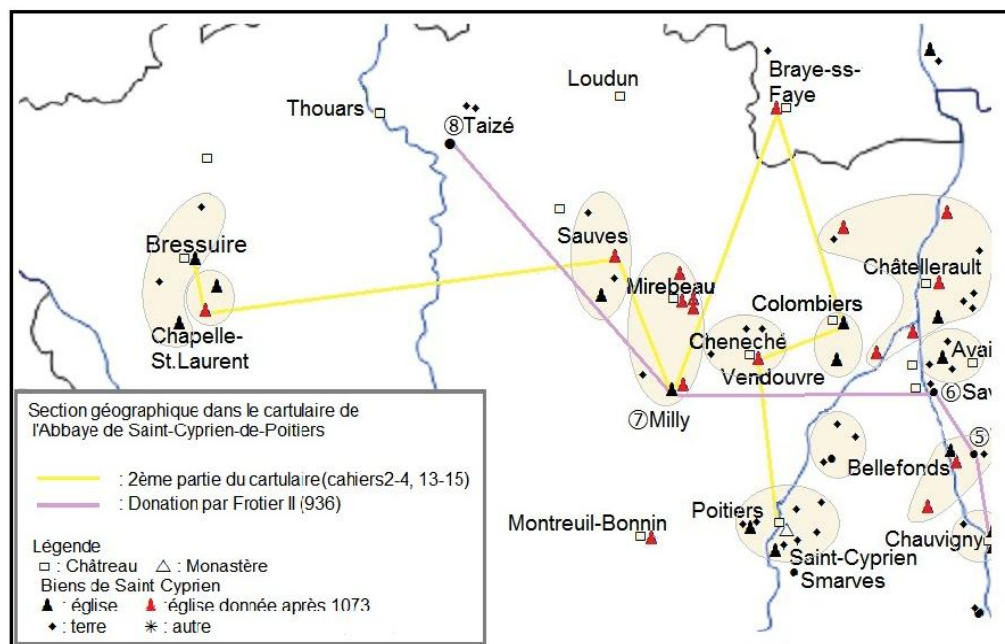 Braye-ss-
Faye
Loudun
Thouars
⑧Taizé
Bressuire
Sauves
Mirebeau
Châtellerault
Colombiers
Chapelle-
St.Laurent
Cheneché
Vendouvre
Avai
⑥Sav
⑦Milly
⑤
Bellefonds
Poitiers
Montreuil-Bonnin
Chauvigny
Saint-Cyprien
Smarves
Section géographique dans le cartulaire de
l'Abbaye de Saint-Cyprien-de-Poitiers
: 2ème partie du cartulaire(cahiers2-4, 13-15)
: Donation par Frotier II (936)
Légende
□ : Château △ : Monastère
Biens de Saint Cyprien
: église :église donnée après 1073
: terre ✳ : autre